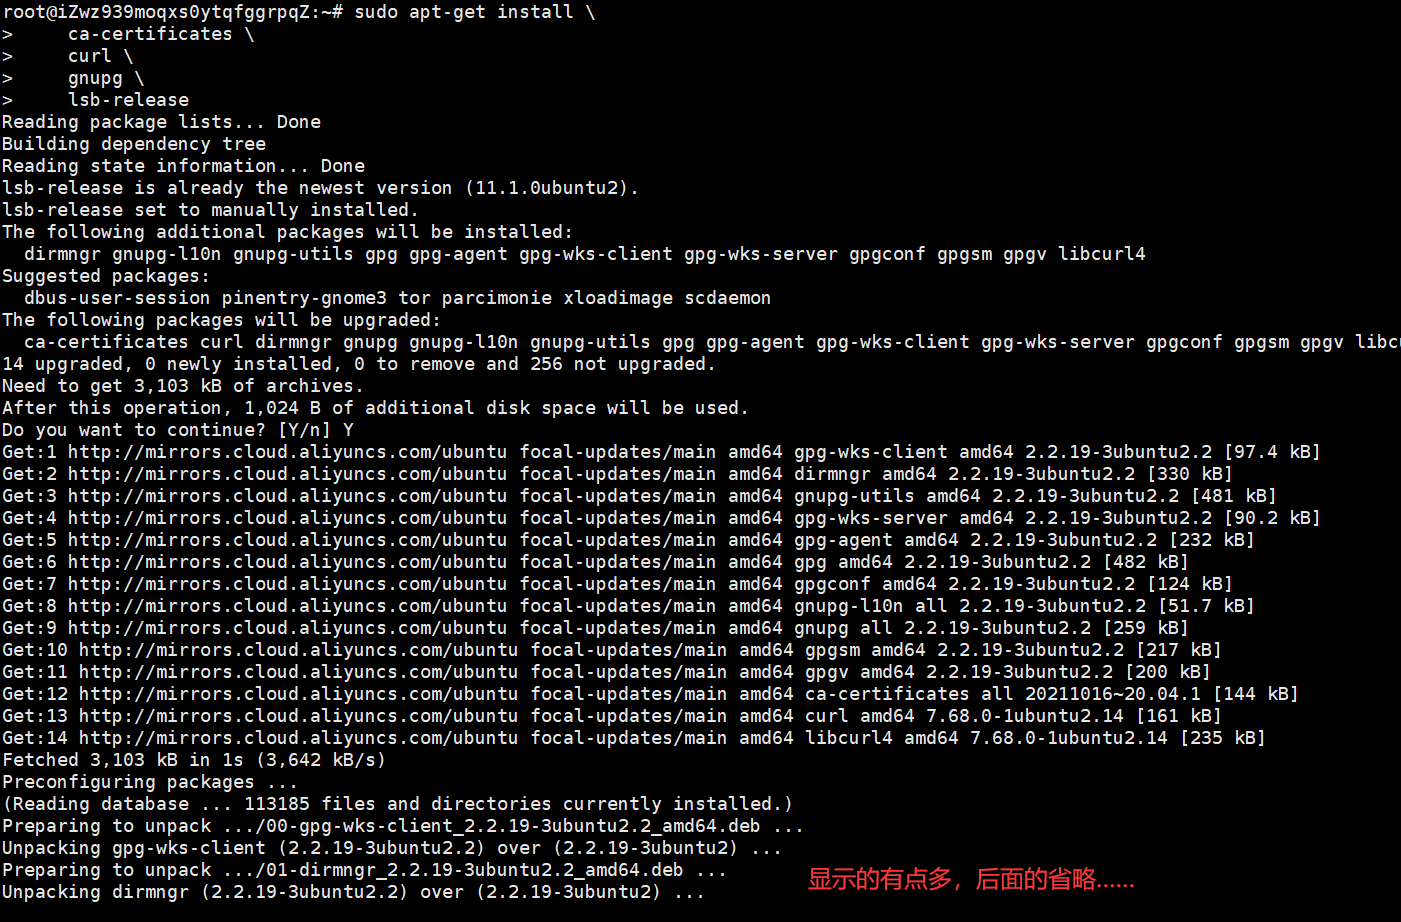 root@iZwz939moqxs0ytqfggrpqZ:~# sudo apt-get install \
>     ca-certificates \
>     curl \
>     gnupg \
>     lsb-release
Reading package lists... Done
Building dependency tree
Reading state information... Done
lsb-release is already the newest version (11.1.0ubuntu2).
lsb-release set to manually installed.
The following additional packages will be installed:
  dirmngr gnupg-l10n gnupg-utils gpg gpg-agent gpg-wks-client gpg-wks-server gpgconf gpgsm gpgv libcurl4
Suggested packages:
  dbus-user-session pinentry-gnome3 tor parcimonie xloadimage scdaemon
The following packages will be upgraded:
  ca-certificates curl dirmngr gnupg gnupg-l10n gnupg-utils gpg gpg-agent gpg-wks-client gpg-wks-server gpgconf gpgsm gpgv libc
14 upgraded, 0 newly installed, 0 to remove and 256 not upgraded.
Need to get 3,103 kB of archives.
After this operation, 1,024 B of additional disk space will be used.
Do you want to continue? [Y/n] Y
Get:1 http://mirrors.cloud.aliyuncs.com/ubuntu focal-updates/main amd64 gpg-wks-client amd64 2.2.19-3ubuntu2.2 [97.4 kB]
Get:2 http://mirrors.cloud.aliyuncs.com/ubuntu focal-updates/main amd64 dirmngr amd64 2.2.19-3ubuntu2.2 [330 kB]
Get:3 http://mirrors.cloud.aliyuncs.com/ubuntu focal-updates/main amd64 gnupg-utils amd64 2.2.19-3ubuntu2.2 [481 kB]
Get:4 http://mirrors.cloud.aliyuncs.com/ubuntu focal-updates/main amd64 gpg-wks-server amd64 2.2.19-3ubuntu2.2 [90.2 kB]
Get:5 http://mirrors.cloud.aliyuncs.com/ubuntu focal-updates/main amd64 gpg-agent amd64 2.2.19-3ubuntu2.2 [232 kB]
Get:6 http://mirrors.cloud.aliyuncs.com/ubuntu focal-updates/main amd64 gpg amd64 2.2.19-3ubuntu2.2 [482 kB]
Get:7 http://mirrors.cloud.aliyuncs.com/ubuntu focal-updates/main amd64 gpgconf amd64 2.2.19-3ubuntu2.2 [124 kB]
Get:8 http://mirrors.cloud.aliyuncs.com/ubuntu focal-updates/main amd64 gnupg-l10n all 2.2.19-3ubuntu2.2 [51.7 kB]
Get:9 http://mirrors.cloud.aliyuncs.com/ubuntu focal-updates/main amd64 gnupg all 2.2.19-3ubuntu2.2 [259 kB]
Get:10 http://mirrors.cloud.aliyuncs.com/ubuntu focal-updates/main amd64 gpgsm amd64 2.2.19-3ubuntu2.2 [217 kB]
Get:11 http://mirrors.cloud.aliyuncs.com/ubuntu focal-updates/main amd64 gpgv amd64 2.2.19-3ubuntu2.2 [200 kB]
Get:12 http://mirrors.cloud.aliyuncs.com/ubuntu focal-updates/main amd64 ca-certificates all 20211016~20.04.1 [144 kB]
Get:13 http://mirrors.cloud.aliyuncs.com/ubuntu focal-updates/main amd64 curl amd64 7.68.0-1ubuntu2.14 [161 kB]
Get:14 http://mirrors.cloud.aliyuncs.com/ubuntu focal-updates/main amd64 libcurl4 amd64 7.68.0-1ubuntu2.14 [235 kB]
Fetched 3,103 kB in 1s (3,642 kB/s)
Preconfiguring packages ...
(Reading database ... 113185 files and directories currently installed.)
Preparing to unpack .../00-gpg-wks-client_2.2.19-3ubuntu2.2_amd64.deb ...
Unpacking gpg-wks-client (2.2.19-3ubuntu2.2) over (2.2.19-3ubuntu2) ...
Preparing to unpack .../01-dirmngr_2.2.19-3ubuntu2.2_amd64.deb ...
Unpacking dirmngr (2.2.19-3ubuntu2.2) over (2.2.19-3ubuntu2) ...
显示的有点多，后面的省略……